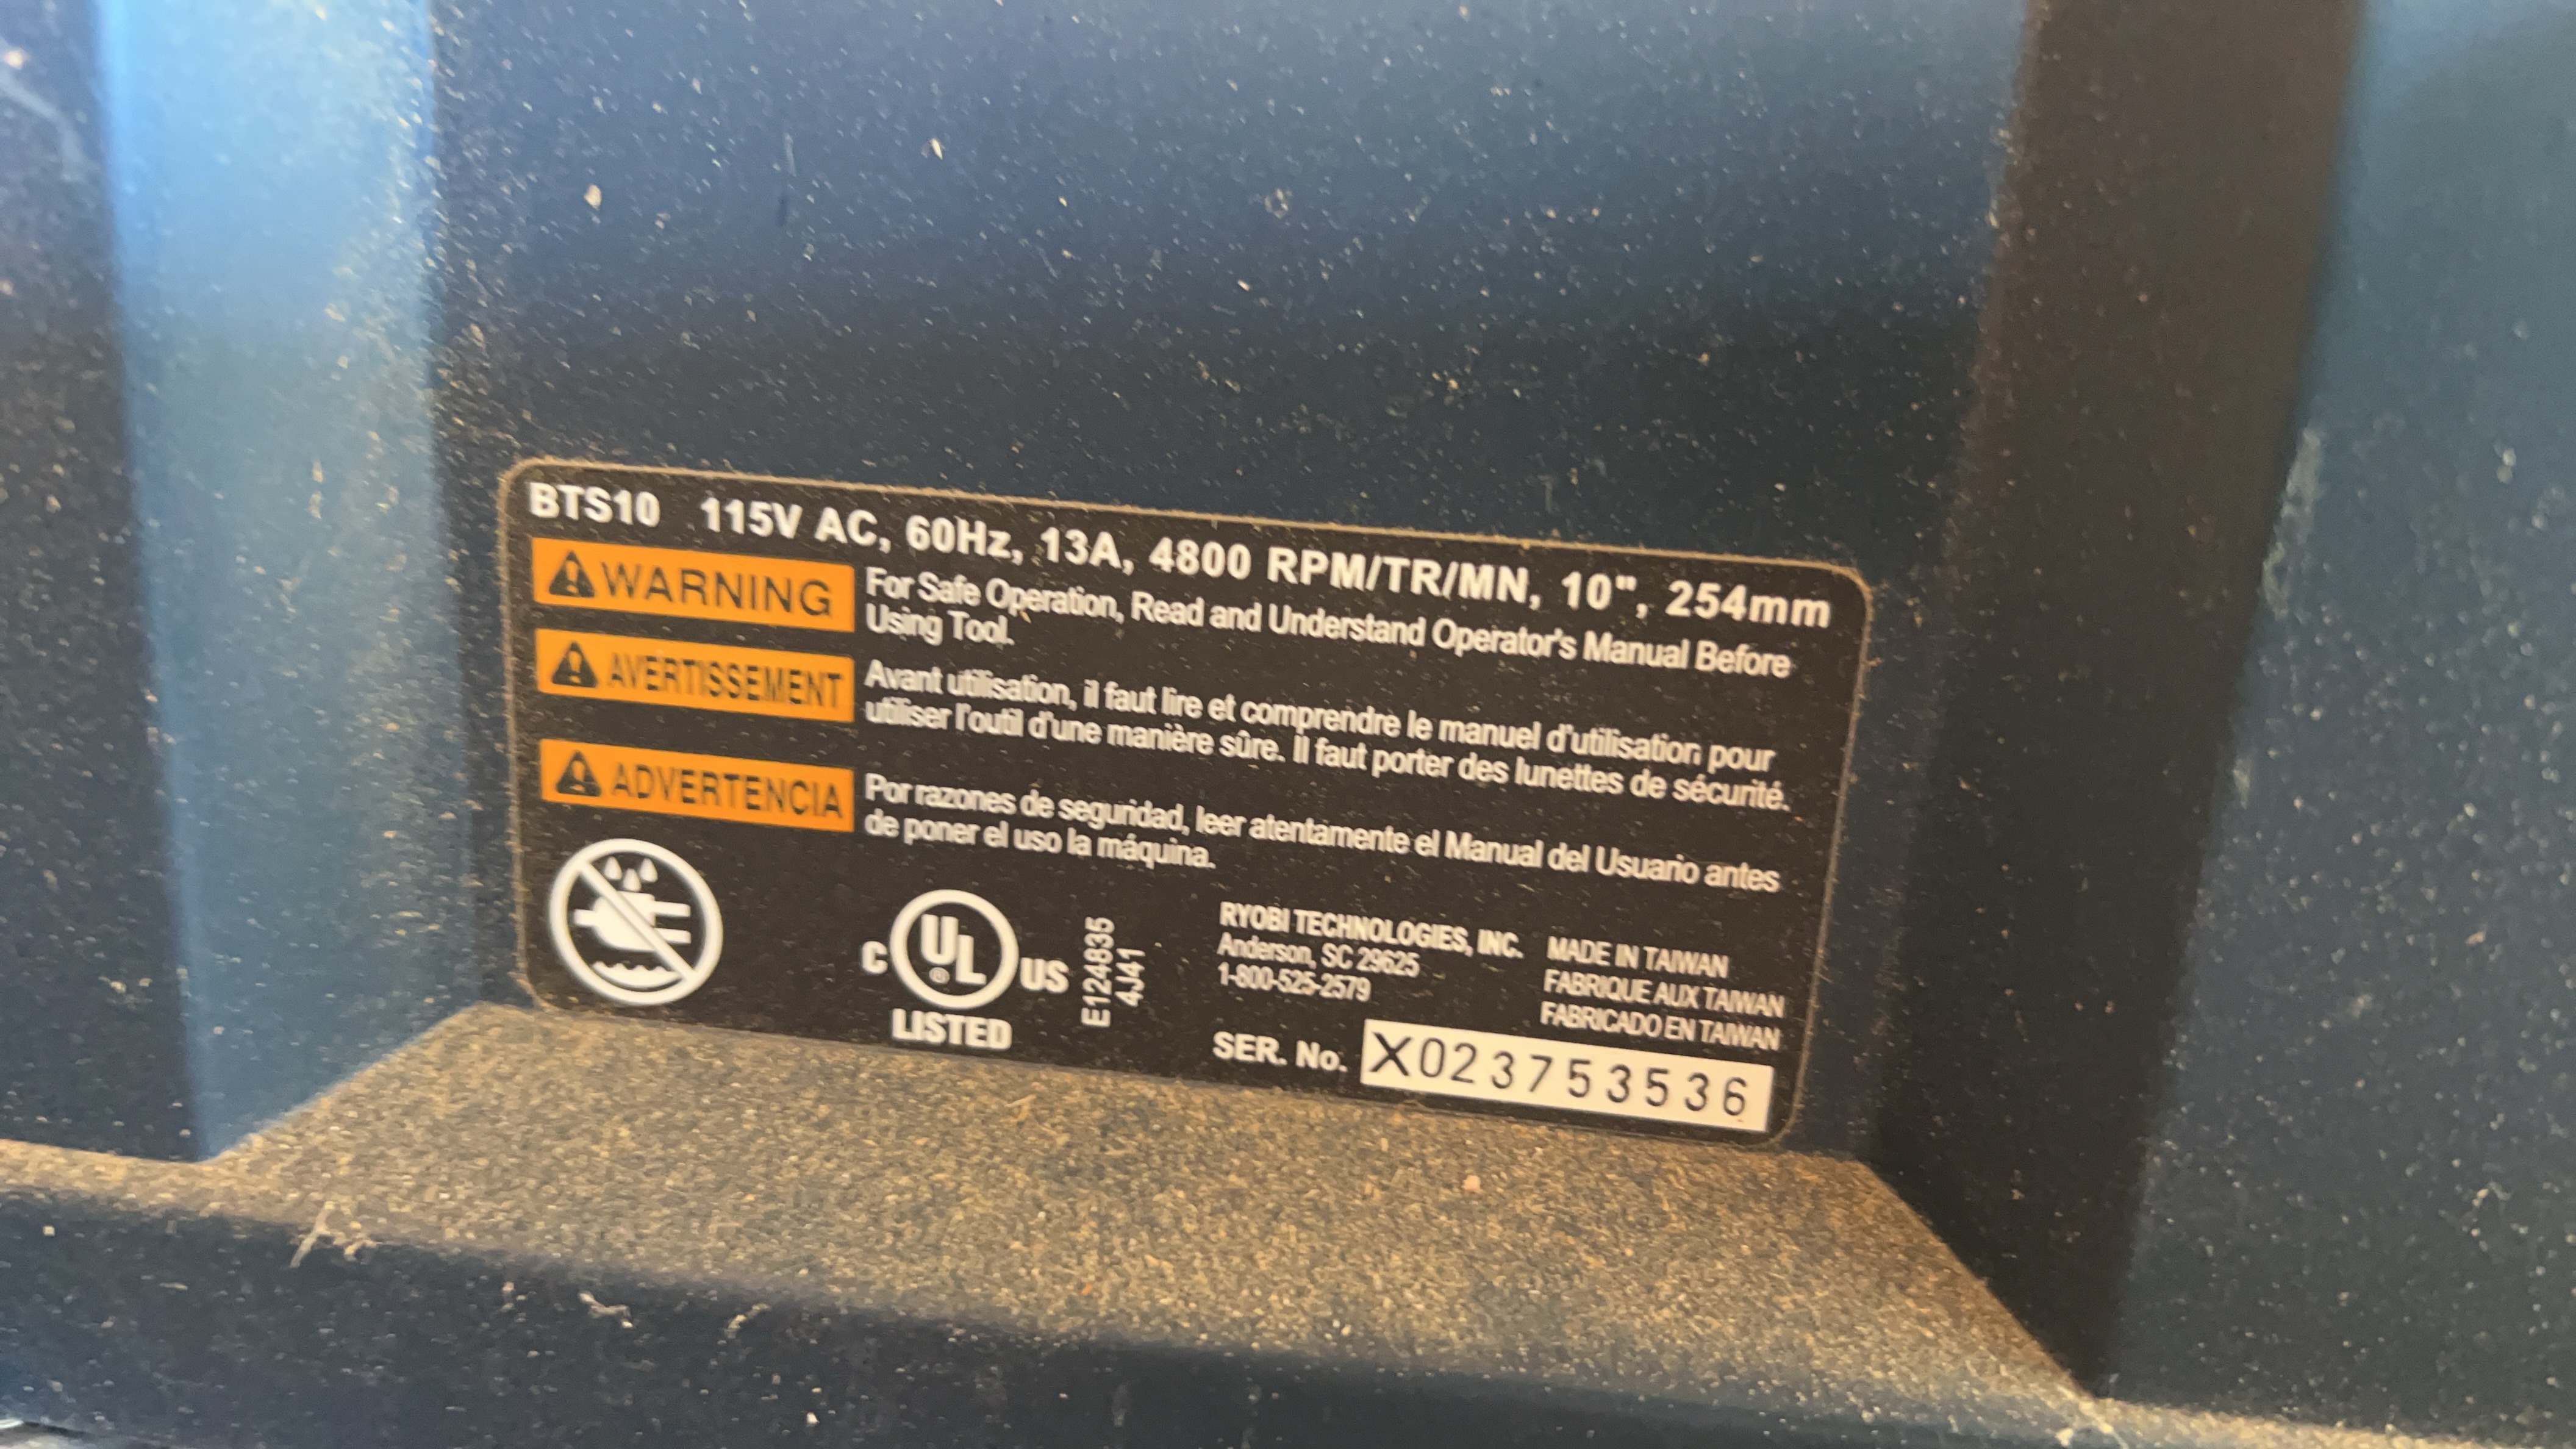 BTS10 115V AC, 60Hz, 13A, 4800 RPM/TR/MN, 10", 254mm
WARNING
For Safe Operation, Read and Understand Operator's Manual Before
Using Tool.
AVERTISSEMENT
Avant utilisation, il faut lire et comprendre le manuel d'utilisation pour
utiliser l'outil d'une manière sûre. Il faut porter des lunettes de sécurité.
ADVERTENCIA
Por razones de seguridad, leer atentamente el Manual del Usuario antes
de poner el uso la máquina.
C UL ® US
LISTED
E124835
4J41
RYOBI TECHNOLOGIES, INC.
Anderson, SC 29625
1-800-525-2579
MADE IN TAIWAN
FABRIQUE AUX TAIWAN
FABRICADO EN TAIWAN
SER. No. X023753536